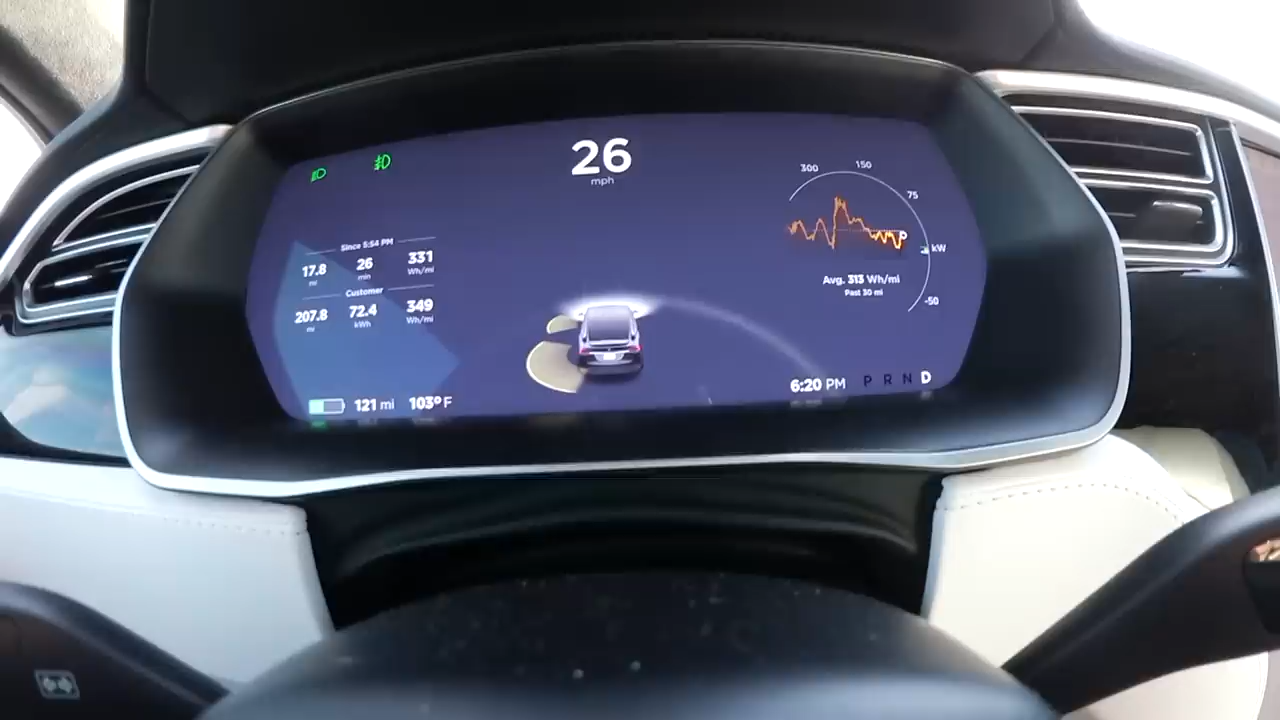 26
mph
300 150
75
kW
-50
Since 5:54 PM
17.8 26 331
mi min Wh/mi
Customer
207.8 72.4 349
mi kWh Wh/mi
Avg. 313 Wh/mi
Past 30 mi
121 mi 103° F
6:20 PM P R N D